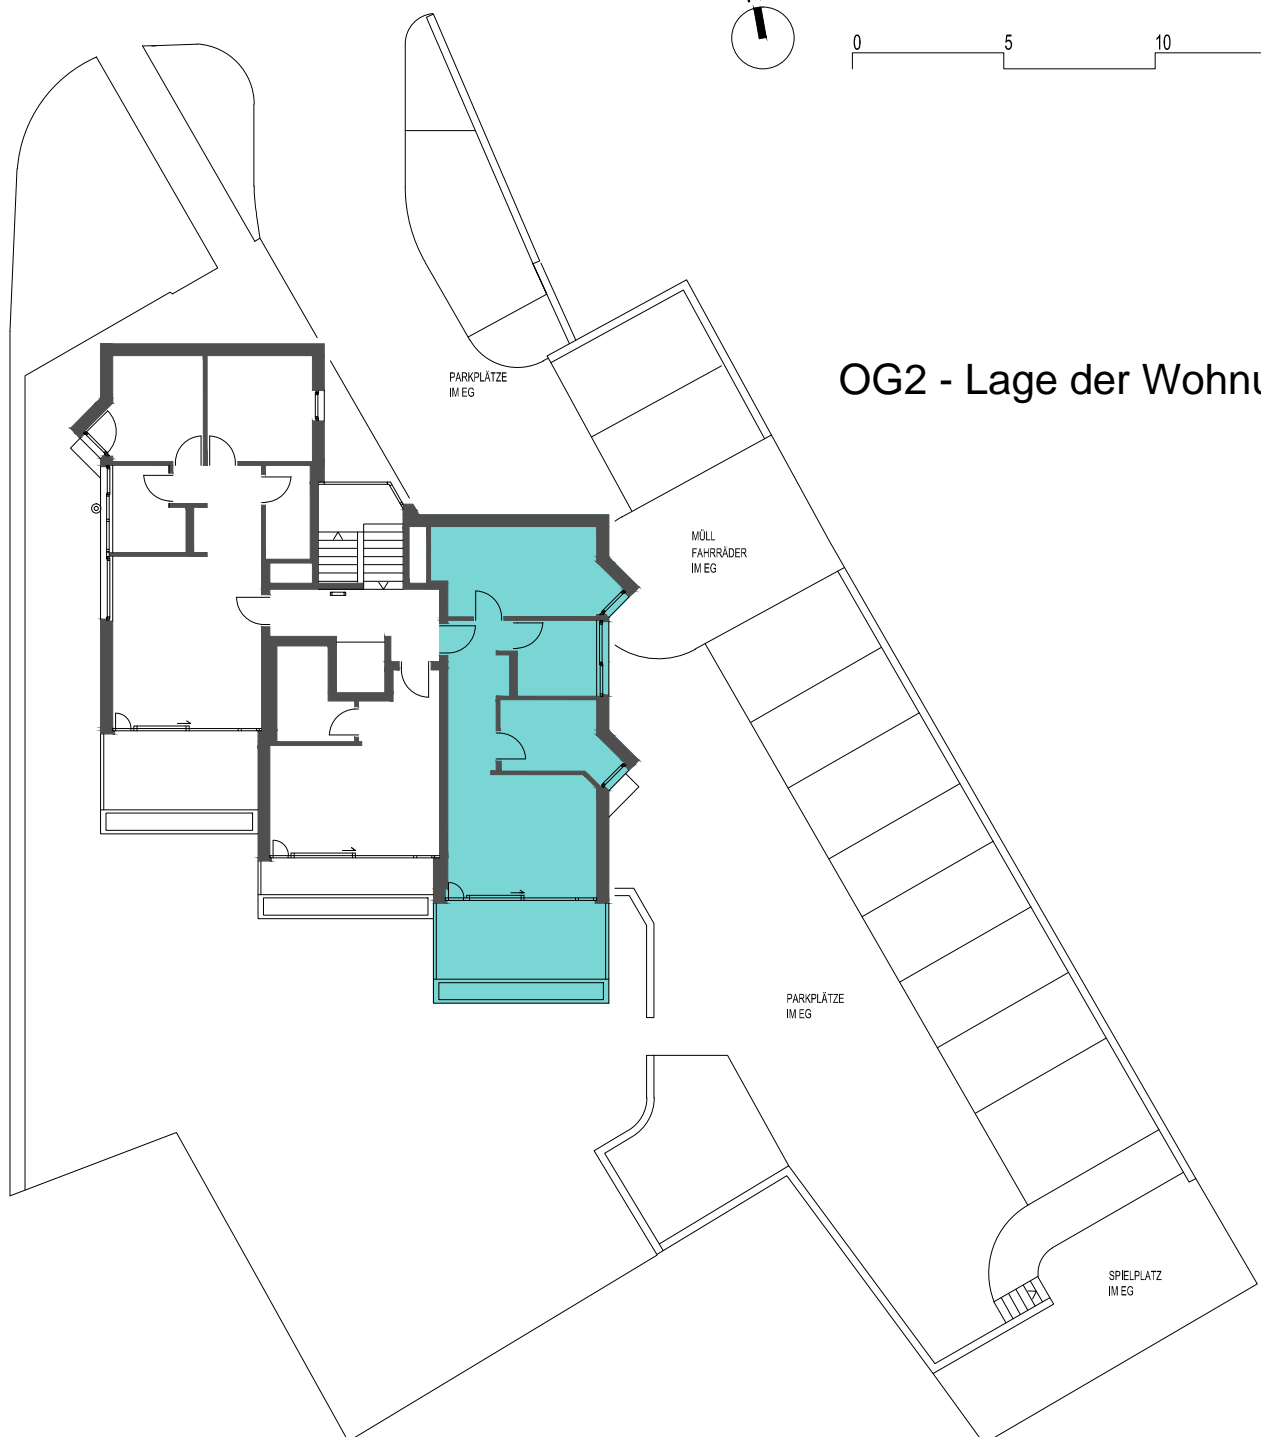 0 5 10
OG2 - Lage der Wohnu
PARKPLÄTZE
IM EG
MÜLL
FAHRRÄDER
IM EG
PARKPLÄTZE
IM EG
SPIELPLATZ
IM EG